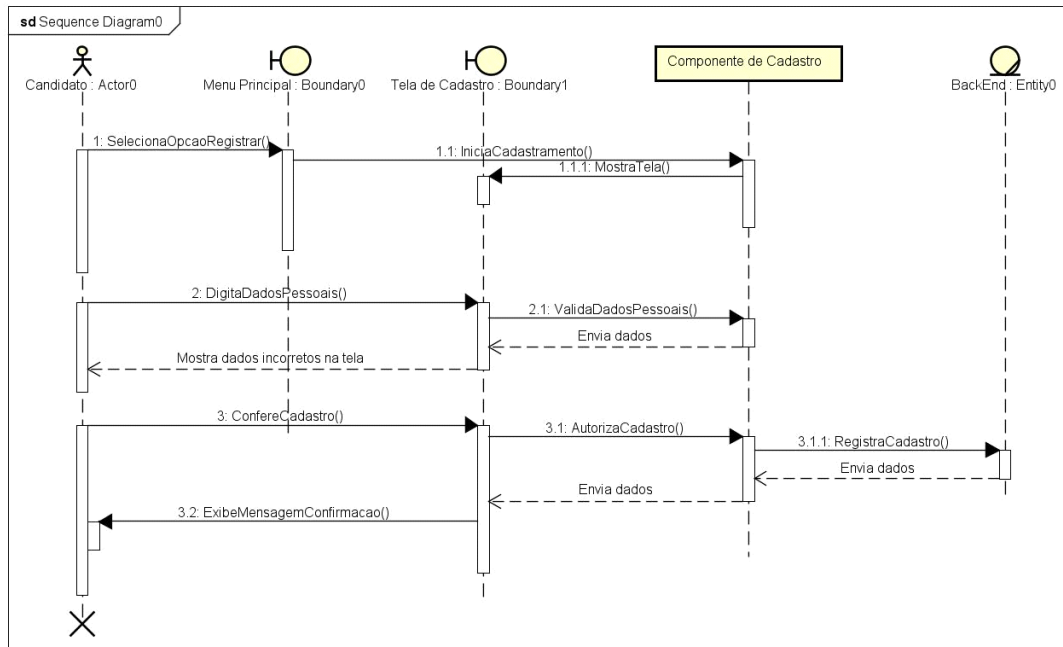 sd Sequence Diagram0
Candidato : Actor0
Menu Principal : Boundary0
Tela de Cadastro : Boundary1
Componente de Cadastro
BackEnd : Entity0
1: SelecionaOpcaoRegistrar()
1.1: IniciaCadastramento()
1.1.1: MostraTela()
2: DigitaDadosPessoais()
2.1: ValidaDadosPessoais()
Envia dados
Mostra dados incorretos na tela
3: ConfereCadastro()
3.1: AutorizaCadastro()
3.1.1: RegistraCadastro()
Envia dados
Envia dados
3.2: ExibeMensagemConfirmacao()